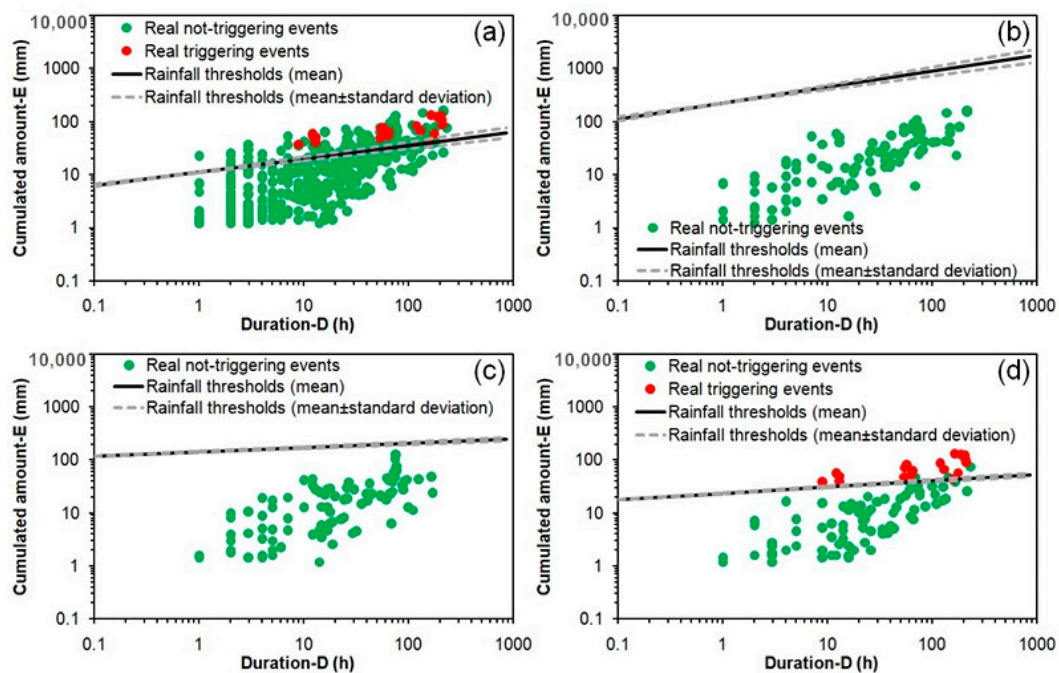 (a)
Real not-triggering events
Real triggering events
Rainfall thresholds (mean)
Rainfall thresholds (mean±standard deviation)
Cumulated amount-E (mm)
10,000
1000
100
10
1
0.1
0.1
1
10
100
1000
Duration-D (h)
(b)
Cumulated amount-E (mm)
10,000
1000
100
10
1
0.1
Real not-triggering events
Rainfall thresholds (mean)
Rainfall thresholds (mean±standard deviation)
0.1
1
10
100
1000
Duration-D (h)
(c)
Real not-triggering events
Rainfall thresholds (mean)
Rainfall thresholds (mean±standard deviation)
Cumulated amount-E (mm)
10,000
1000
100
10
1
0.1
0.1
1
10
100
1000
Duration-D (h)
(d)
Real not-triggering events
Real triggering events
Rainfall thresholds (mean)
Rainfall thresholds (mean±standard deviation)
Cumulated amount-E (mm)
10,000
1000
100
10
1
0.1
0.1
1
10
100
1000
Duration-D (h)